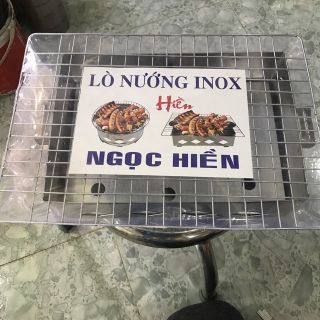 LÒ NƯỚNG INOX
Hiền
NGỌC HIỀN